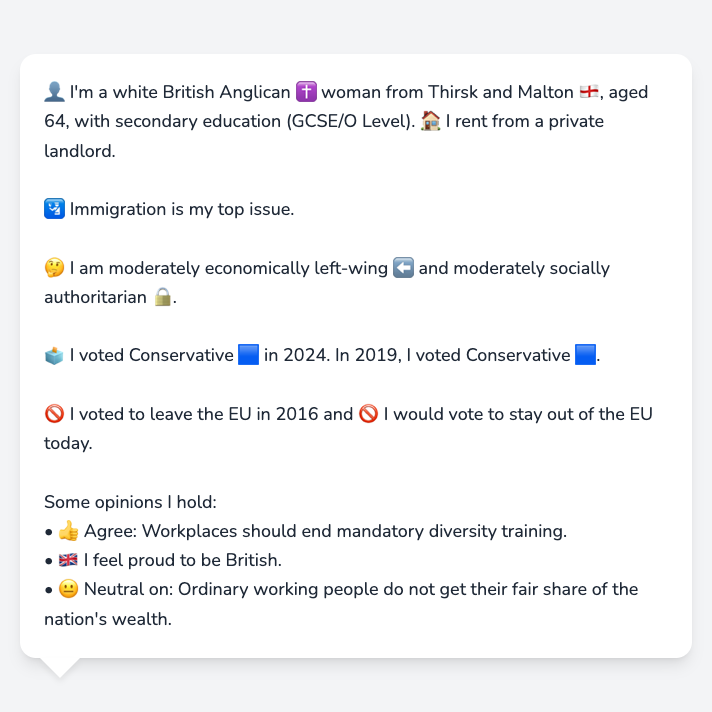 👤 I'm a white British Anglican ✝️ woman from Thirsk and Malton 🏴󠁧󠁢󠁥󠁮󠁧󠁿, aged
64, with secondary education (GCSE/O Level). 🏠 I rent from a private
landlord.
🛂 Immigration is my top issue.
🤔 I am moderately economically left-wing ⬅️ and moderately socially
authoritarian 🔒.
🗳️ I voted Conservative 🟦 in 2024. In 2019, I voted Conservative 🟦.
🚫 I voted to leave the EU in 2016 and 🚫 I would vote to stay out of the EU
today.
Some opinions I hold:
• 👍 Agree: Workplaces should end mandatory diversity training.
• 🇬🇧 I feel proud to be British.
• 😐 Neutral on: Ordinary working people do not get their fair share of the
nation's wealth.